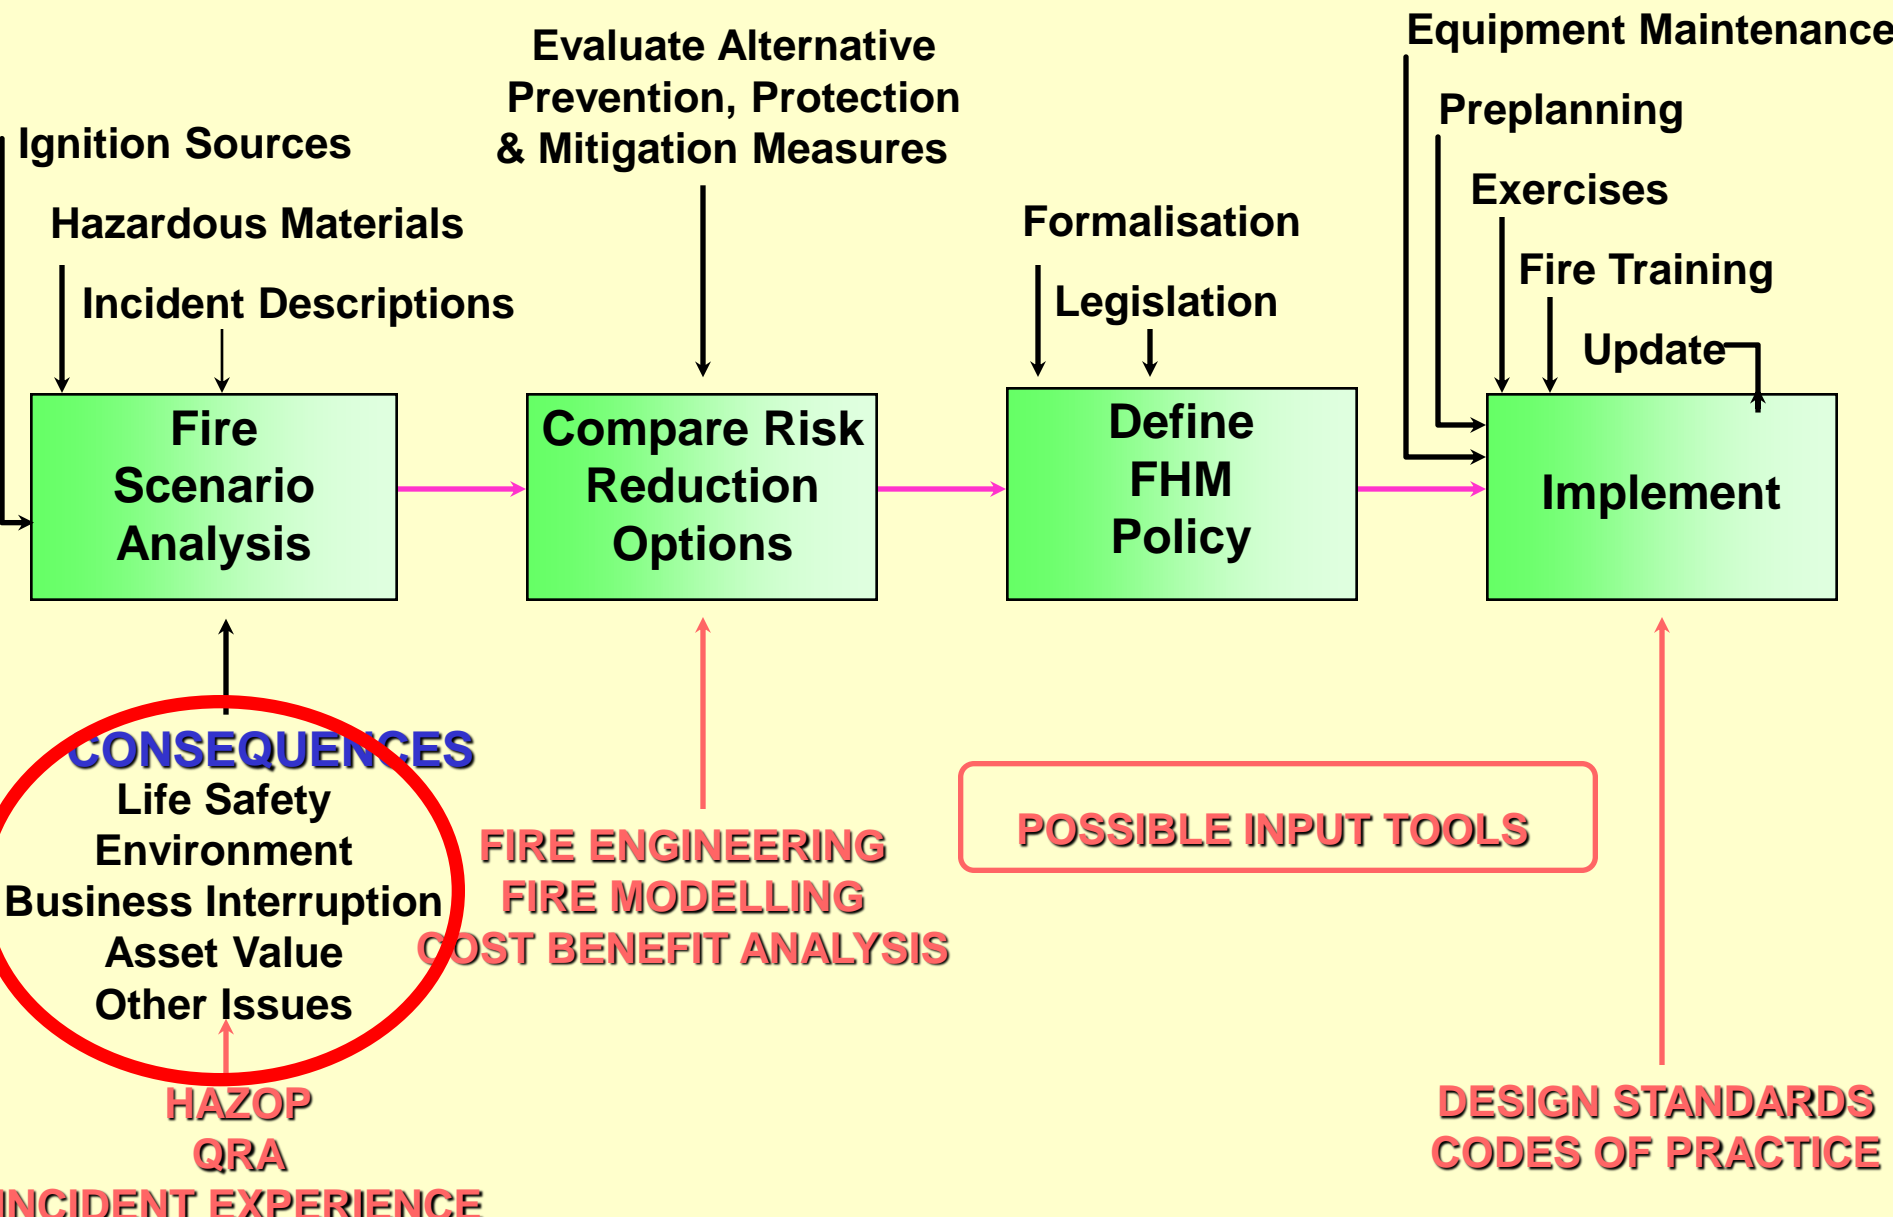 Equipment Maintenance
Evaluate Alternative
Prevention, Protection
& Mitigation Measures
Preplanning
Ignition Sources
Exercises
Hazardous Materials
Formalisation
Fire Training
Incident Descriptions
Legislation
Update
Fire
Scenario
Analysis
Compare Risk
Reduction
Options
Define
FHM
Policy
Implement
CONSEQUENCES
Life Safety
Environment
Business Interruption
Asset Value
Other Issues
FIRE ENGINEERING
FIRE MODELLING
COST BENEFIT ANALYSIS
POSSIBLE INPUT TOOLS
HAZOP
QRA
INCIDENT EXPERIENCE
DESIGN STANDARDS
CODES OF PRACTICE